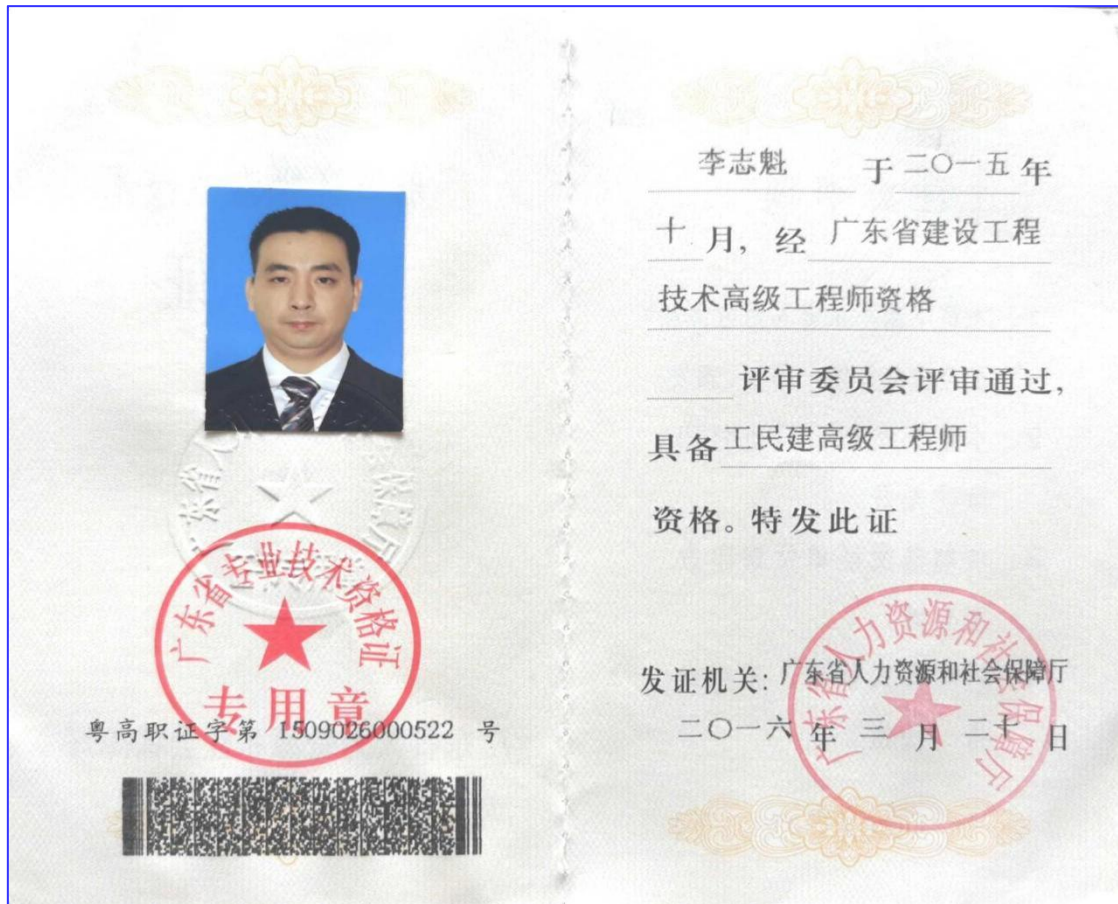 广东省专业技术资格证
专用章
粤高职证字第 1509026000522 号
李志魁 于 二〇一五 年
十 月，经 广东省建设工程
技术高级工程师资格
评审委员会评审通过，
具备 工民建高级工程师
资格。特发此证
发证机关：广东省人力资源和社会保障厅
二〇一六 年 三 月 二十 日
广东省人力资源和社会保障厅